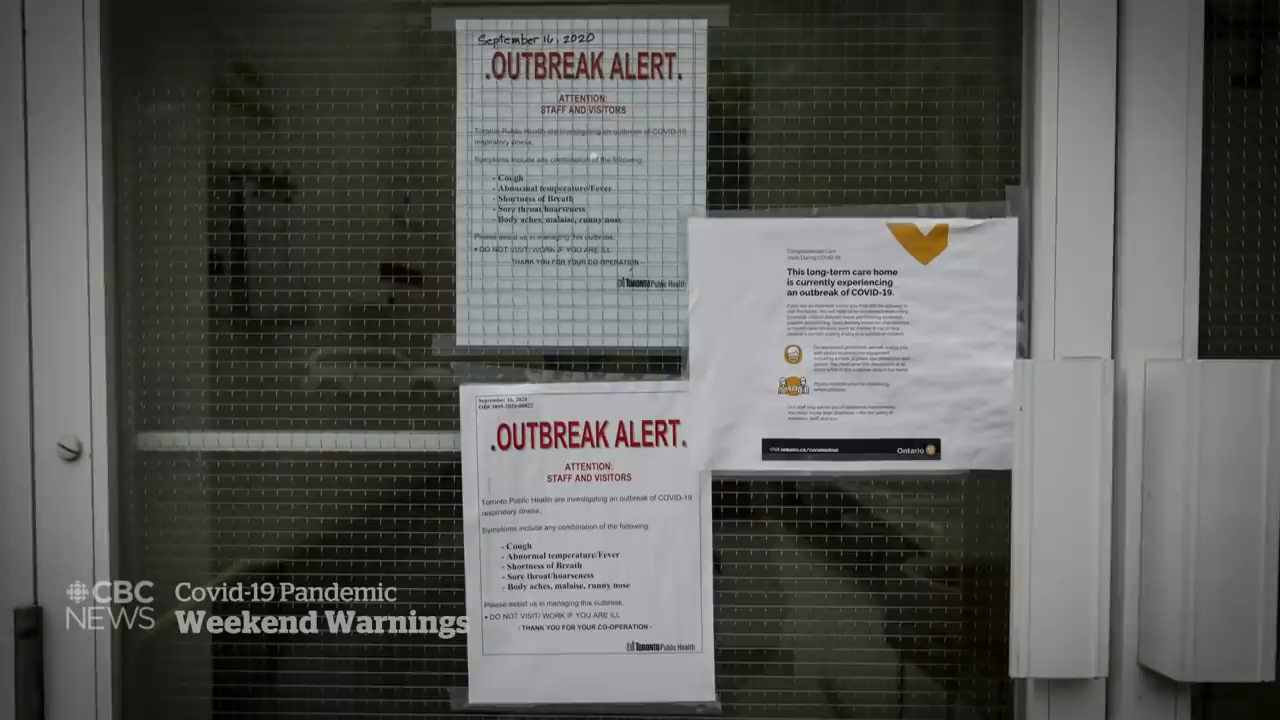 September 16, 2020
.OUTBREAK ALERT.
ATTENTION:
STAFF AND VISITORS
Toronto Public Health are investigating an outbreak of COVID-19
respiratory illness.
Symptoms include any combination of the following:
- Cough
- Abnormal temperature/Fever
- Shortness of Breath
- Sore throat/hoarseness
- Body aches, malaise, runny nose
Please assist us in managing this outbreak.
• DO NOT VISIT/ WORK IF YOU ARE ILL
- THANK YOU FOR YOUR CO-OPERATION -
TORONTO Public Health
Visits During COVID-19
This long-term care home
is currently experiencing
an outbreak of COVID-19.
Visit ontario.ca/coronavirus
Ontario
September 16, 2020
.OUTBREAK ALERT.
ATTENTION:
STAFF AND VISITORS
Toronto Public Health are investigating an outbreak of COVID-19
respiratory illness.
Symptoms include any combination of the following:
- Cough
- Abnormal temperature/Fever
- Shortness of Breath
- Sore throat/hoarseness
- Body aches, malaise, runny nose
Please assist us in managing this outbreak.
• DO NOT VISIT/ WORK IF YOU ARE ILL
- THANK YOU FOR YOUR CO-OPERATION -
TORONTO Public Health
CBC
NEWS
Covid-19 Pandemic
Weekend Warnings